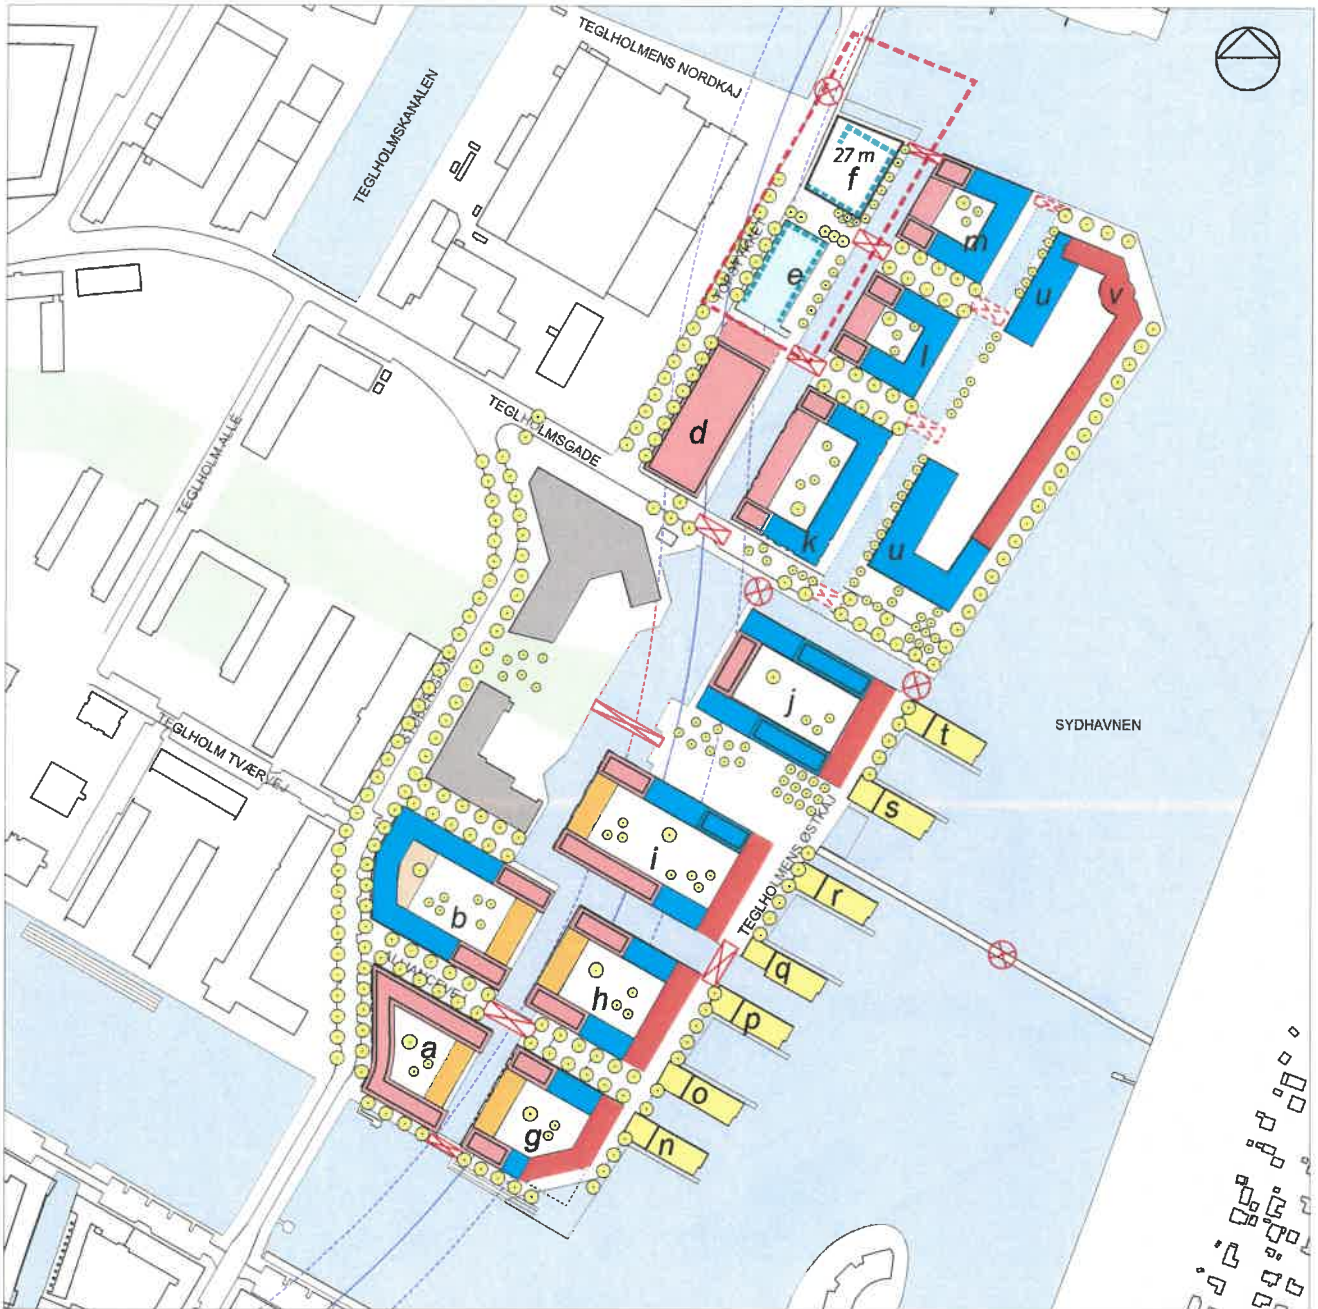 TEGLHOLMENS NORDKAJ
TEGLHOLMSKANALEN
27 m
f
m
e
u
v
l
TEGLHOLMSGADE
d
TEGLHOLM ALLÉ
k
u
j
t
SYDHAVNEN
TEGLHOLM TVÆRVEJ
s
TEGLHOLMENS ØSTKAJ
i
r
b
q
h
p
a
o
g
n